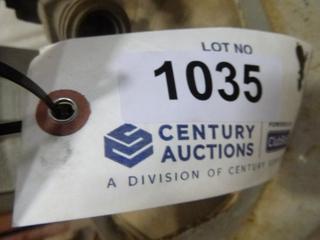 LOT NO
1035
CENTURY
AUCTIONS
A DIVISION OF CENTURY